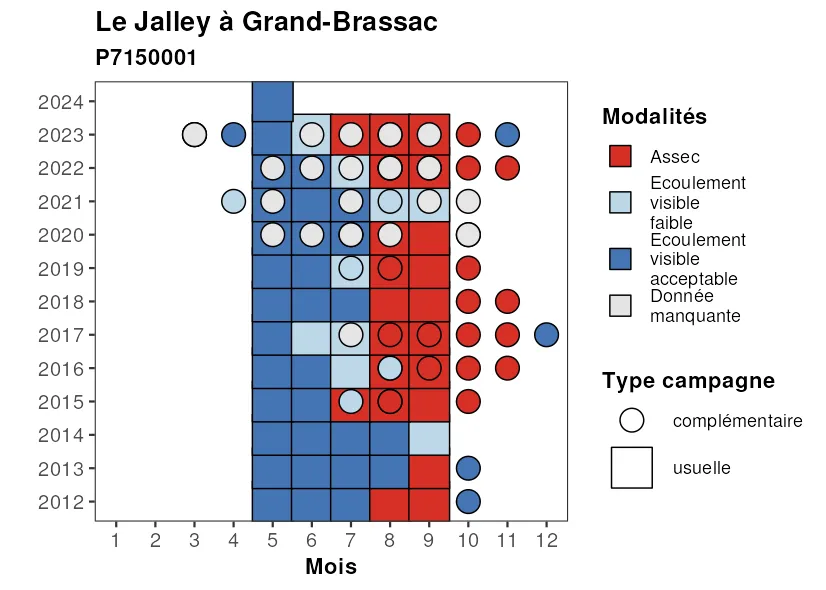 Le Jalley à Grand-Brassac
P7150001
2024
2023
2022
2021
2020
2019
2018
2017
2016
2015
2014
2013
2012
1 2 3 4 5 6 7 8 9 10 11 12
Mois
Modalités
Assec
Ecoulement
visible
faible
Ecoulement
visible
acceptable
Donnée
manquante
Type campagne
complémentaire
usuelle